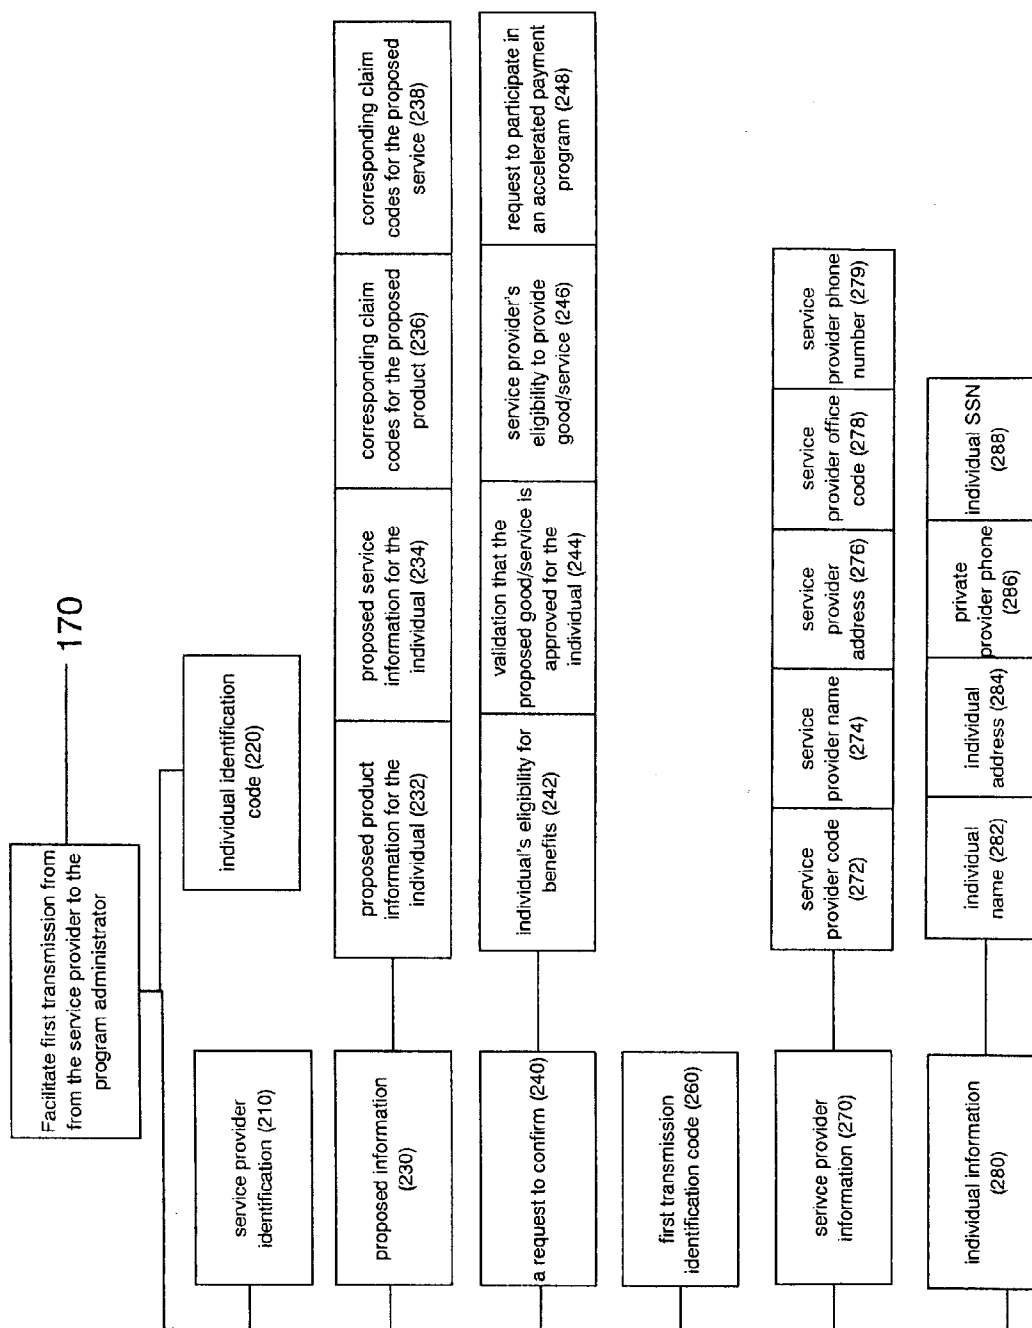 Facilitate first transmission from
from the service provider to the
program administrator
170
service provider
identification (210)
individual identification
code (220)
proposed information
(230)
proposed product
information for the
individual (232)
proposed service
information for the
individual (234)
corresponding claim
codes for the proposed
product (236)
corresponding claim
codes for the proposed
service (238)
a request to confirm (240)
individual's eligibility for
benefits (242)
validation that the
proposed good/service is
approved for the
individual (244)
service provider's
eligibility to provide
good/service (246)
request to participate in
an accelerated payment
program (248)
first transmission
identification code (260)
serivce provider
information (270)
service
provider code
(272)
service
provider name
(274)
service
provider
address (276)
service
provider office
code (278)
service
provider phone
number (279)
individual information
(280)
individual
name (282)
individual
address (284)
private
provider phone
(286)
individual SSN
(288)